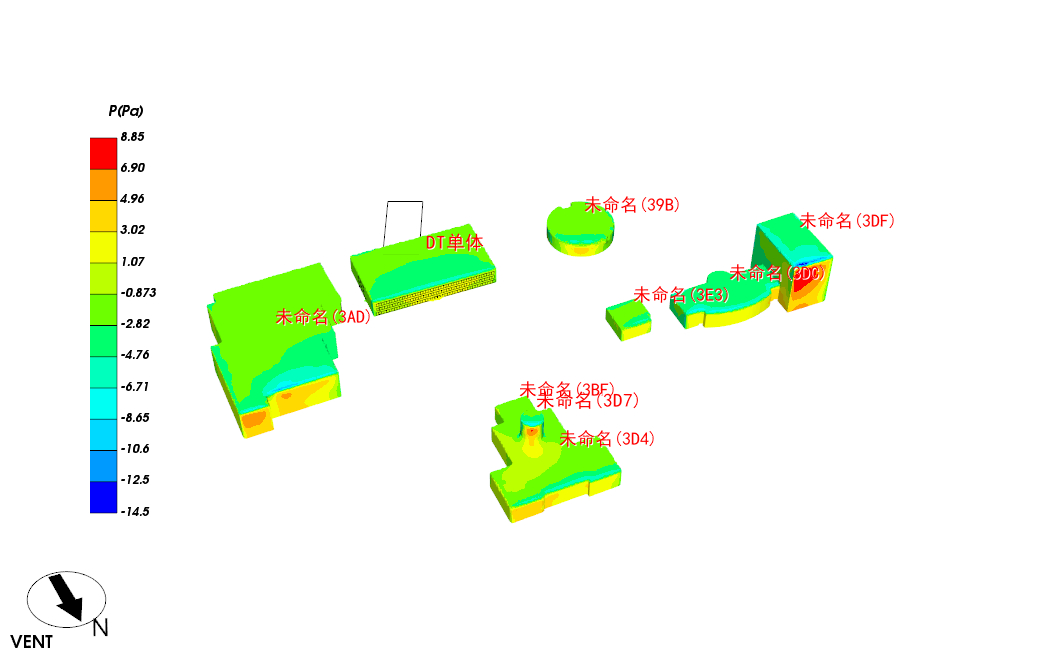 P(Pa)
8.85
6.90
4.96
3.02
1.07
-0.873
-2.82
-4.76
-6.71
-8.65
-10.6
-12.5
-14.5
未命名(39B)
未命名(3DF)
DT单体
未命名(3DC)
未命名(3E3)
未命名(3AD)
未命名(3BF)
未命名(3D7)
未命名(3D4)
N
VENT